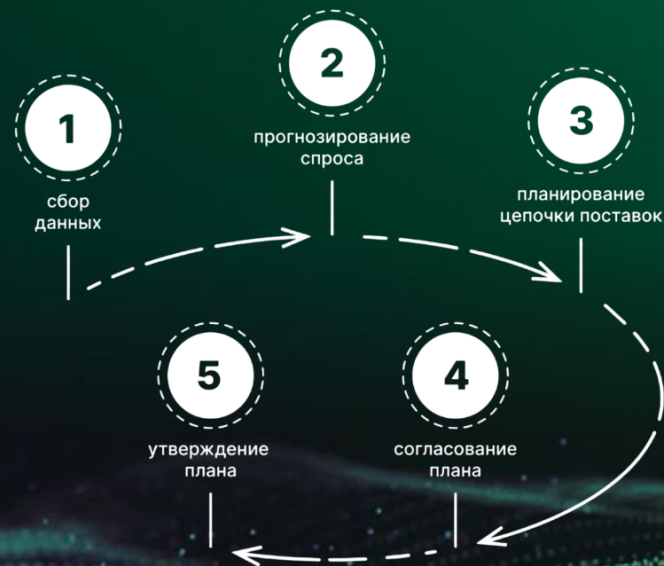 1
сбор
данных
2
прогнозирование
спроса
3
планирование
цепочки поставок
4
согласование
плана
5
утверждение
плана